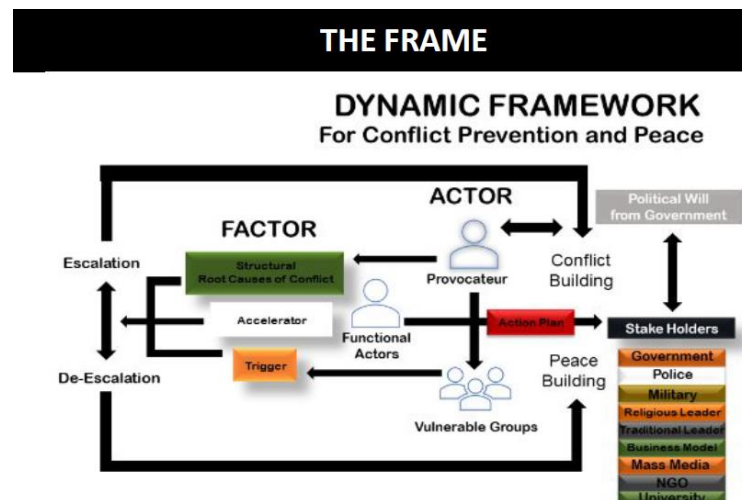 THE FRAME
DYNAMIC FRAMEWORK
For Conflict Prevention and Peace
ACTOR
Political Will
from Government
FACTOR
Escalation
Structural
Root Causes of Conflict
Provocateur
Conflict
Building
Accelerator
Functional
Actors
Action Plan
Stake Holders
De-Escalation
Trigger
Peace
Building
Vulnerable Groups
Government
Police
Military
Religious Leader
Traditional Leader
Business Model
Mass Media
NGO
University